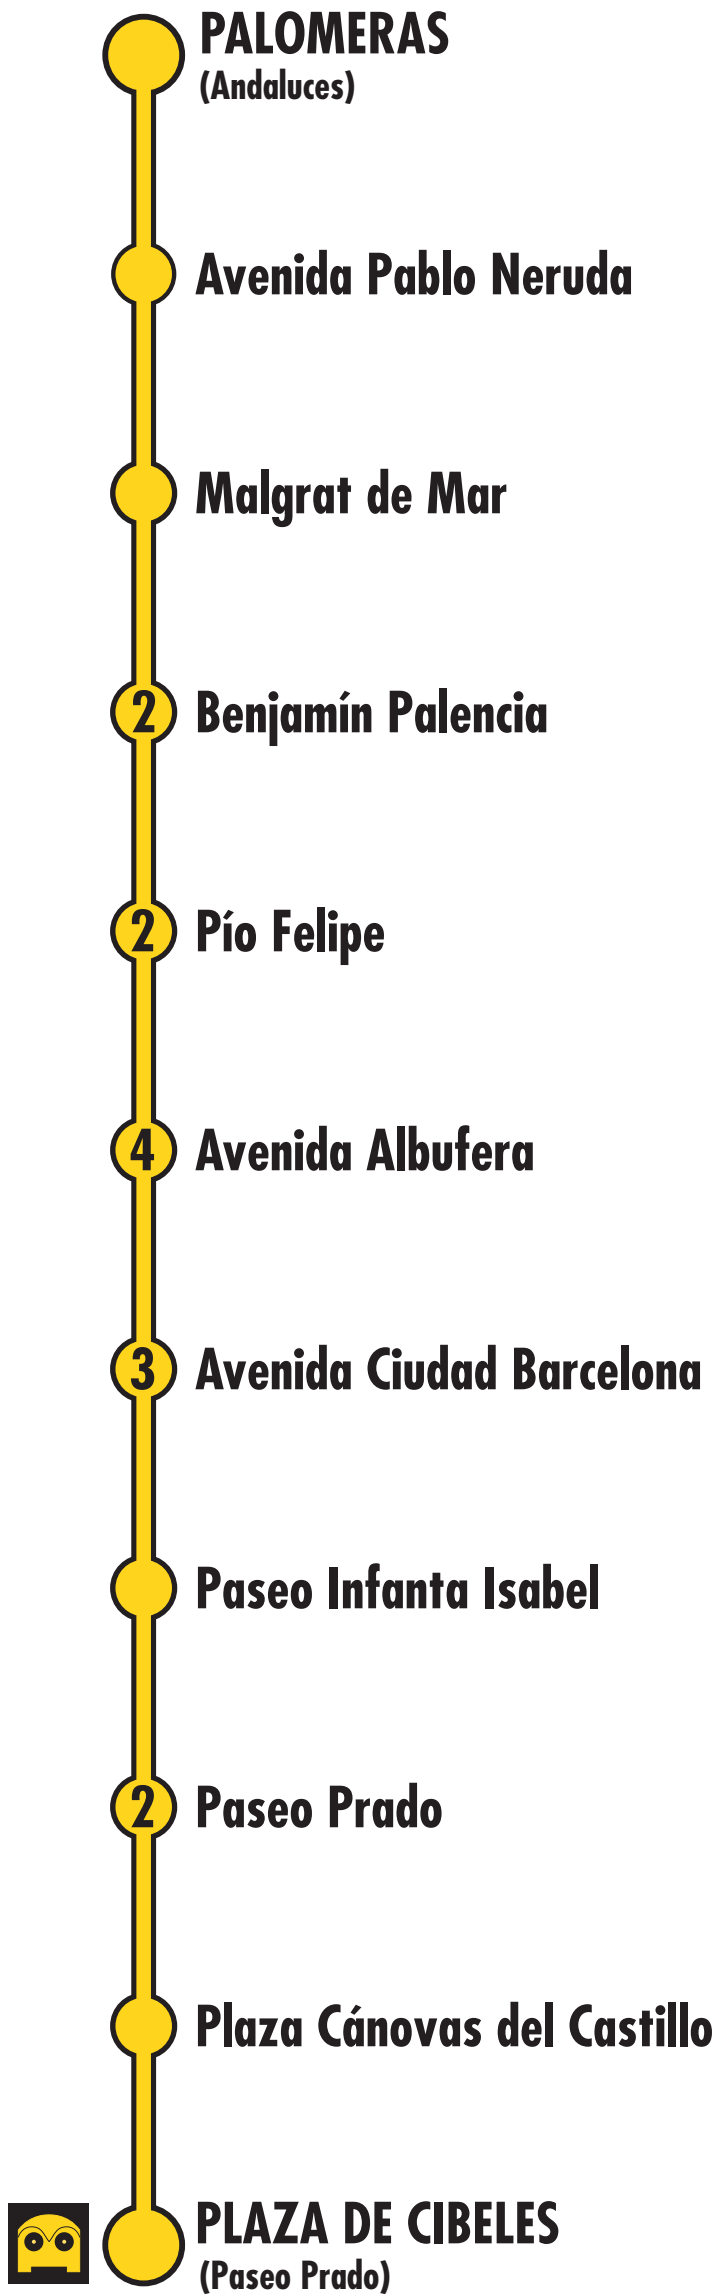 PALOMERAS
(Andaluces)
Avenida Pablo Neruda
Malgrat de Mar
2 Benjamín Palencia
2 Pío Felipe
4 Avenida Albufera
3 Avenida Ciudad Barcelona
Paseo Infanta Isabel
2 Paseo Prado
Plaza Cánovas del Castillo
PLAZA DE CIBELES
(Paseo Prado)